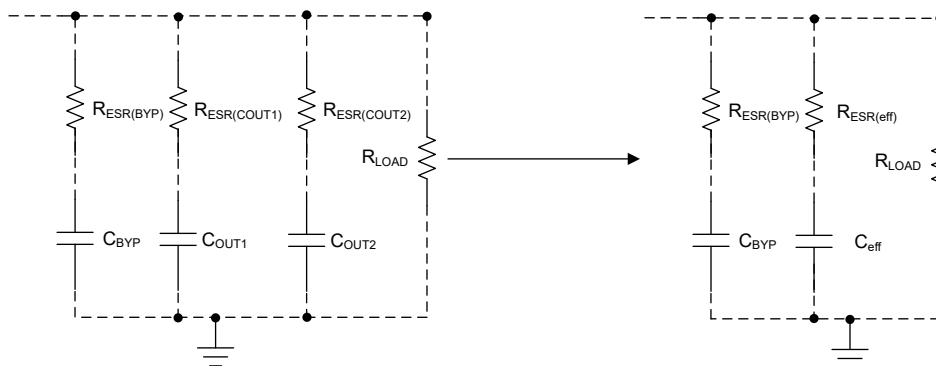 RESR(BYP)
RESR(COUT1)
RESR(COUT2)
RLOAD
CBYP
COUT1
COUT2
RESR(BYP)
RESR(eff)
RLOAD
CBYP
Ceff